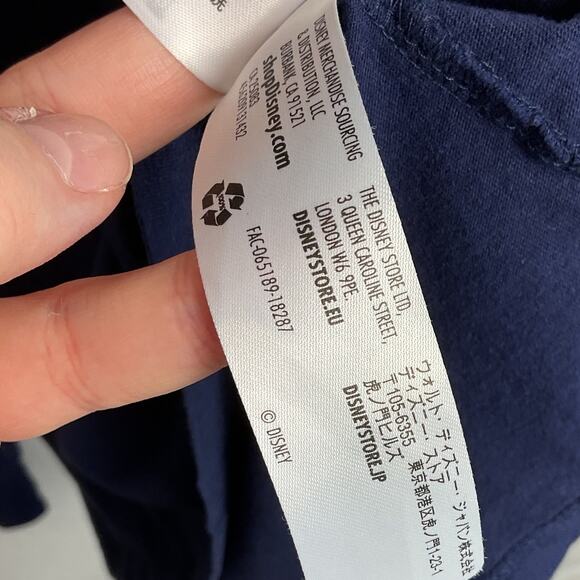 DISNEY MERCHANDISE SOURCING
& DISTRIBUTION, LLC
BURBANK, CA 91521
shopDisney.com
CA 25085
FAC-065189-18287
THE DISNEY STORE LTD,
3 QUEEN CAROLINE STREET,
LONDON W6 9PE.
DISNEYSTORE.EU
ウォルト・ディズニー・ジャパン株式会社
ディズニー・ストア
〒105-6355 東京都港区虎ノ門1-23-1
虎ノ門ヒルズ
DISNEYSTORE.JP
© DISNEY